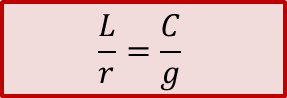 L/r = C/g